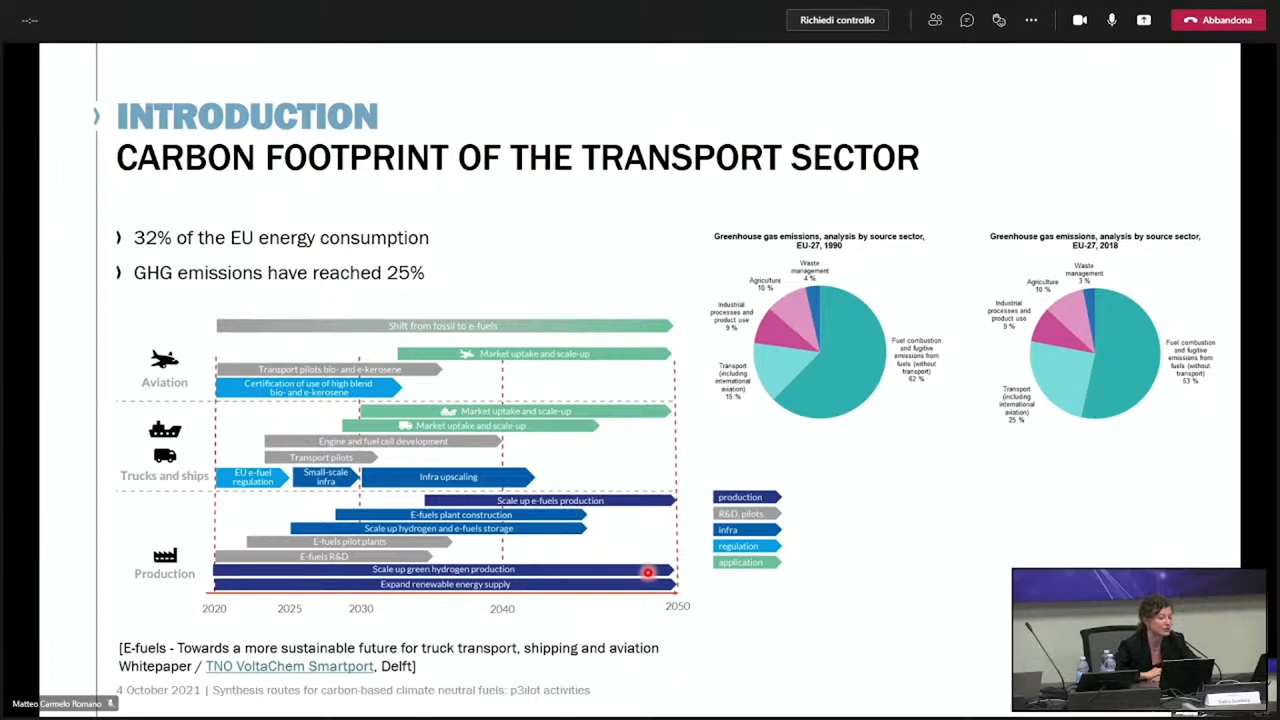 --:--
Richiedi controllo
Abbandona
INTRODUCTION
CARBON FOOTPRINT OF THE TRANSPORT SECTOR
32% of the EU energy consumption
GHG emissions have reached 25%
Shift from fossil to e-fuels
Market uptake and scale-up
Transport pilots bio- and e-kerosene
Certification of use of high blend
bio- and e-kerosene
Aviation
Market uptake and scale-up
Market uptake and scale-up
Engine and fuel cell development
Transport pilots
Trucks and ships
EU e-fuel
regulation
Small-scale
infra
Infra upscaling
Scale up e-fuels production
E-fuels plant construction
Scale up hydrogen and e-fuels storage
E-fuels pilot plants
E-fuels R&D
Production
Scale up green hydrogen production
Expand renewable energy supply
2020
2025
2030
2040
2050
Greenhouse gas emissions, analysis by source sector,
EU-27, 1990
Waste
management
4 %
Agriculture
10 %
Industrial
processes and
product use
9 %
Transport
(including
international
aviation)
15 %
Fuel combustion
and fugitive
emissions from
fuels (without
transport)
62 %
Greenhouse gas emissions, analysis by source sector,
EU-27, 2018
Waste
management
3 %
Agriculture
10 %
Industrial
processes and
product use
9 %
Transport
(including
international
aviation)
25 %
Fuel combustion
and fugitive
emissions from
fuels (without
transport)
53 %
production
R&D, pilots
infra
regulation
application
[E-fuels - Towards a more sustainable future for truck transport, shipping and aviation
Whitepaper / TNO VoltaChem Smartport, Delft]
4 October 2021 | Synthesis routes for carbon-based climate neutral fuels: p3ilot activities
Matteo Carmelo Romano